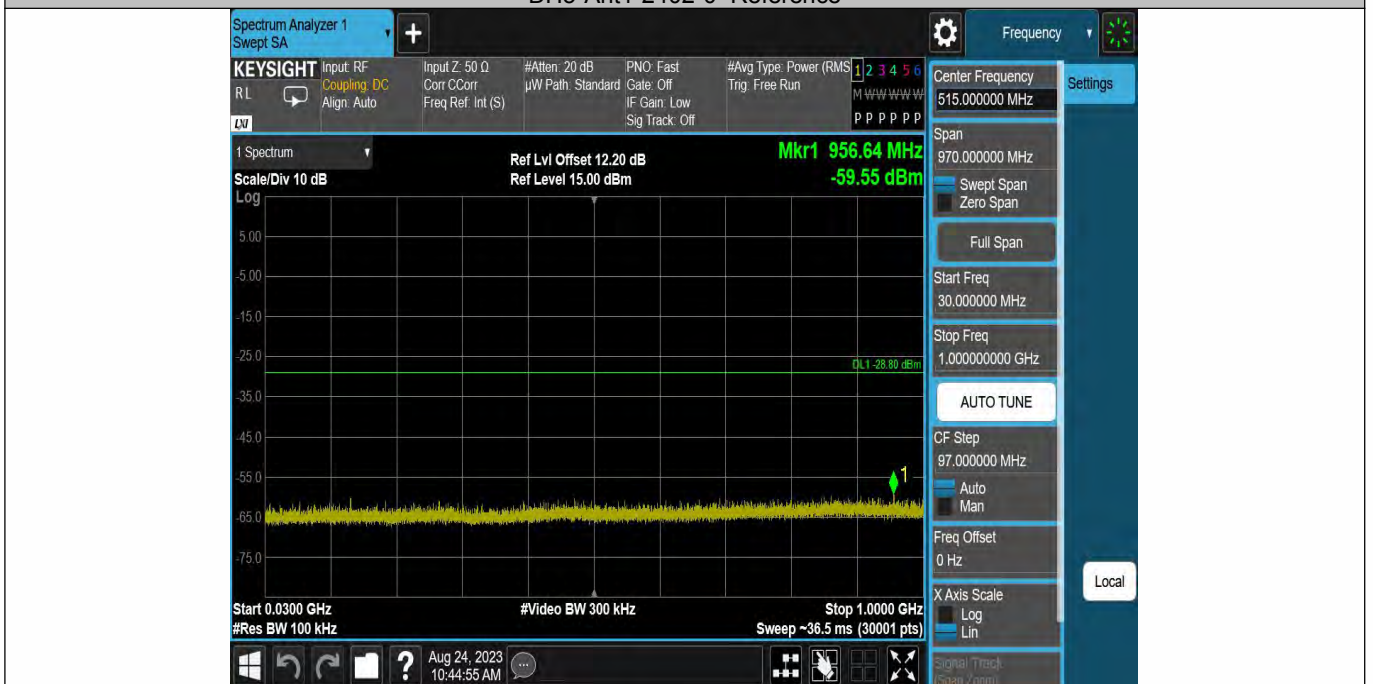 Spectrum Analyzer 1
Swept SA
Frequency
KEYSIGHT
RL
LXI
Input: RF
Coupling: DC
Align: Auto
Input Z: 50 Ω
Corr CCorr
Freq Ref: Int (S)
#Atten: 20 dB
µW Path: Standard
PNO: Fast
Gate: Off
IF Gain: Low
Sig Track: Off
#Avg Type: Power (RMS
Trig: Free Run
1 2 3 4 5 6
M W W W W W
P P P P P P
1 Spectrum
Scale/Div 10 dB
Log
Ref Lvl Offset 12.20 dB
Ref Level 15.00 dBm
Mkr1 956.64 MHz
-59.55 dBm
5.00
-5.00
-15.0
-25.0
DL1 -28.80 dBm
-35.0
-45.0
-55.0
1
-65.0
-75.0
Start 0.0300 GHz
#Video BW 300 kHz
Stop 1.0000 GHz
#Res BW 100 kHz
Sweep ~36.5 ms (30001 pts)
?
Aug 24, 2023
10:44:55 AM
Center Frequency
515.000000 MHz
Settings
Span
970.000000 MHz
Swept Span
Zero Span
Full Span
Start Freq
30.000000 MHz
Stop Freq
1.000000000 GHz
AUTO TUNE
CF Step
97.000000 MHz
Auto
Man
Freq Offset
0 Hz
Local
X Axis Scale
Log
Lin
Signal Track
(Span Zoom)